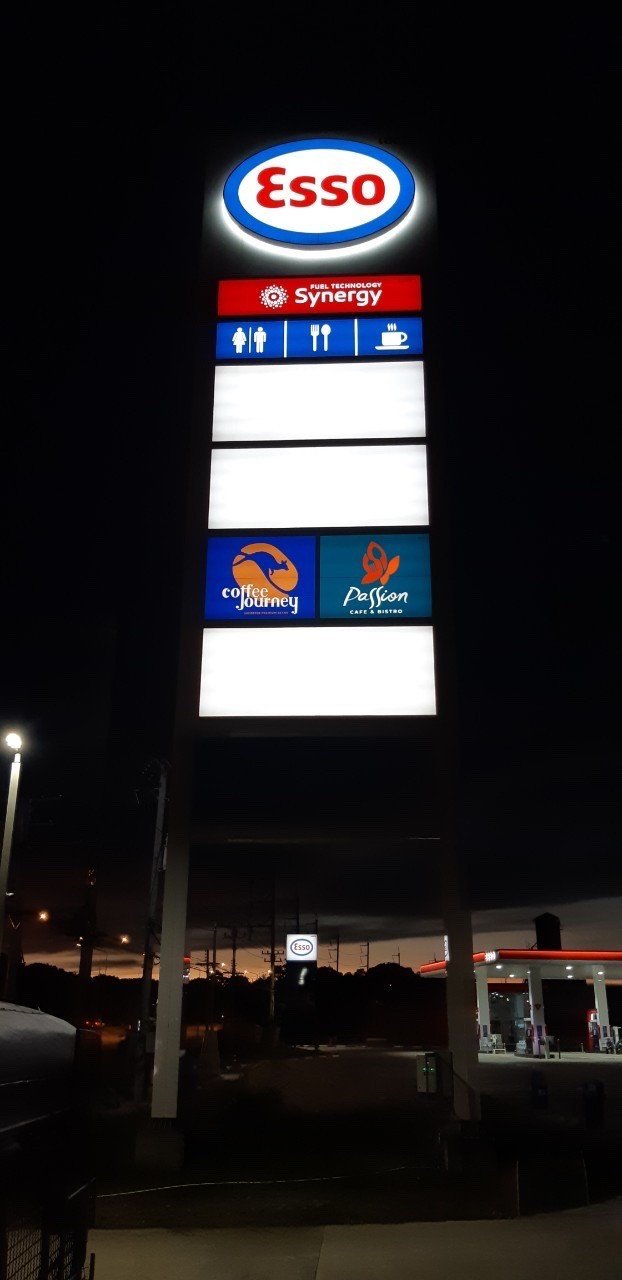 Esso
FUEL TECHNOLOGY
Synergy
coffee
Journey
Passion
CAFE & BISTRO
Esso